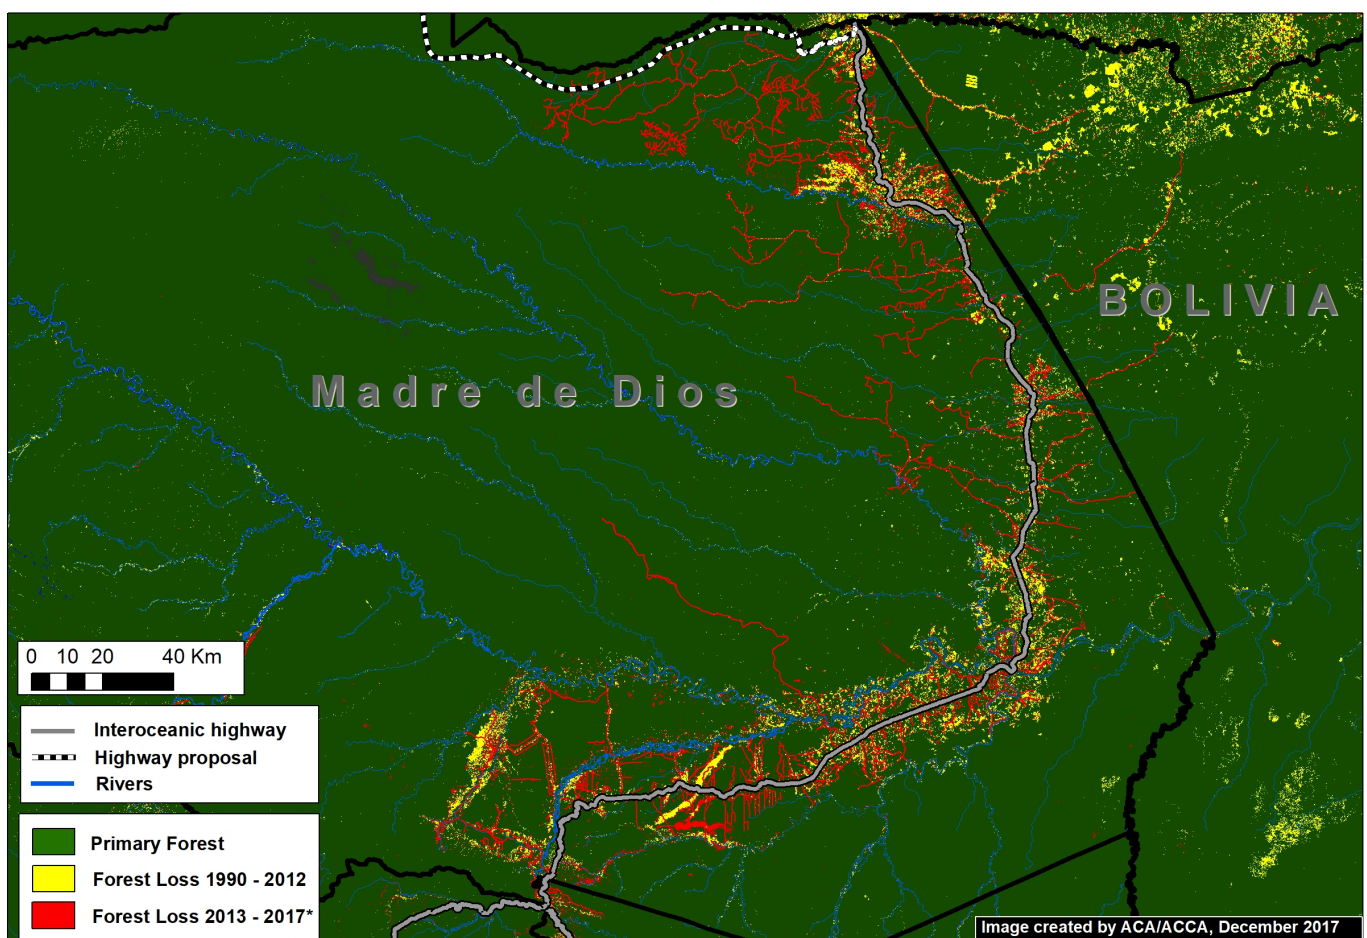 BOLIVIA
Madre de Dios
0 10 20 40 Km
Interoceanic highway
Highway proposal
Rivers
Primary Forest
Forest Loss 1990 - 2012
Forest Loss 2013 - 2017*
Image created by ACA/ACCA, December 2017